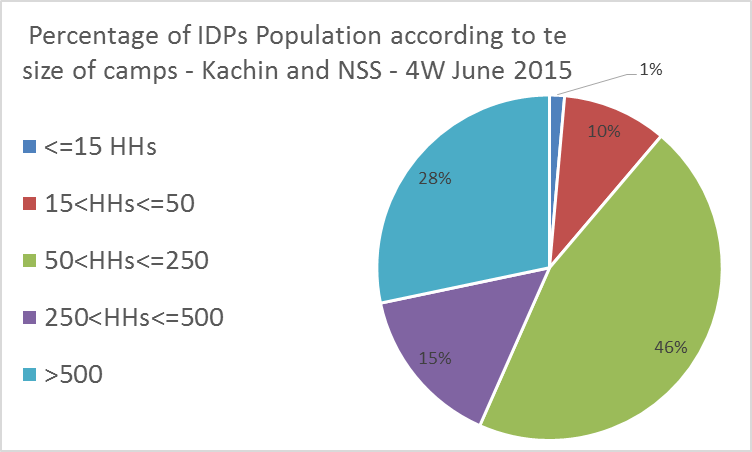 Percentage of IDPs Population according to te
size of camps - Kachin and NSS - 4W June 2015
1%
10%
28%
46%
15%
<=15 HHs
15<HHs<=50
50<HHs<=250
250<HHs<=500
>500